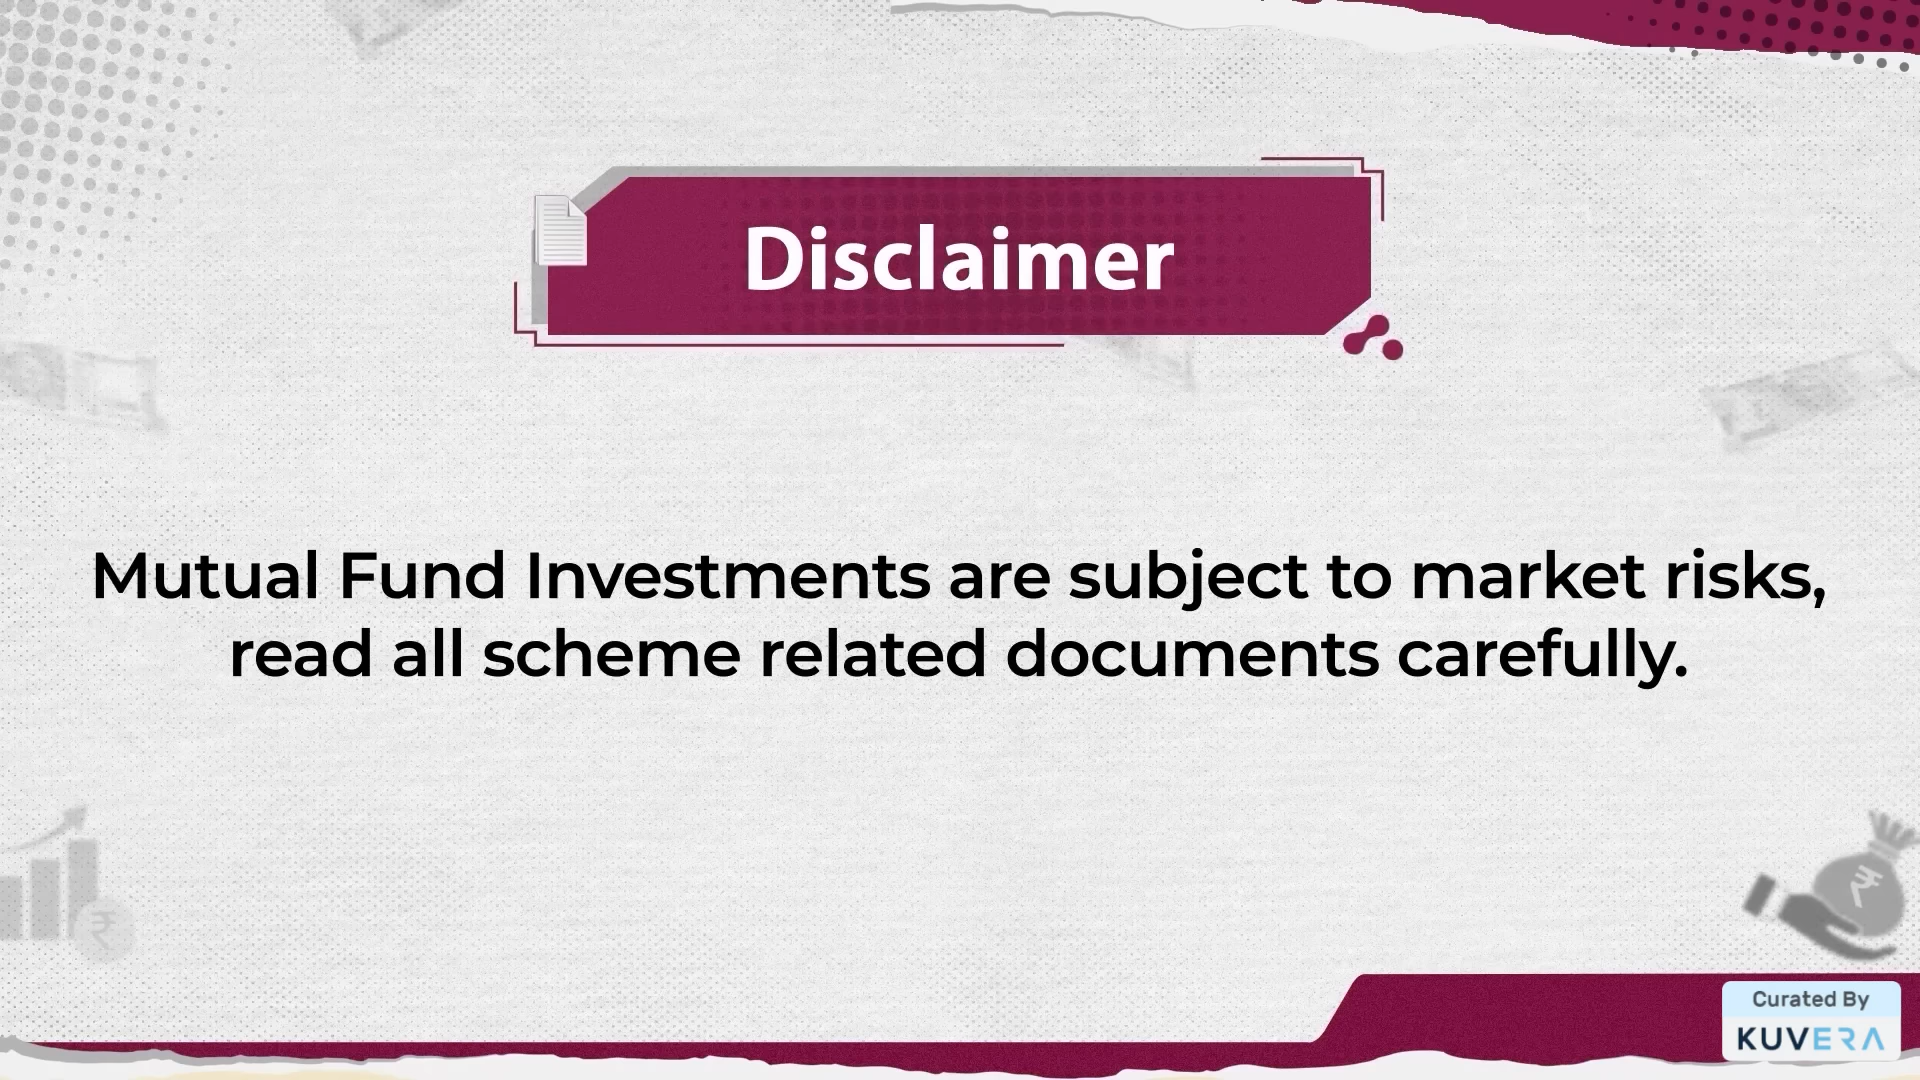 Disclaimer
Mutual Fund Investments are subject to market risks,
read all scheme related documents carefully.
₹
₹
Curated By
KUVERA